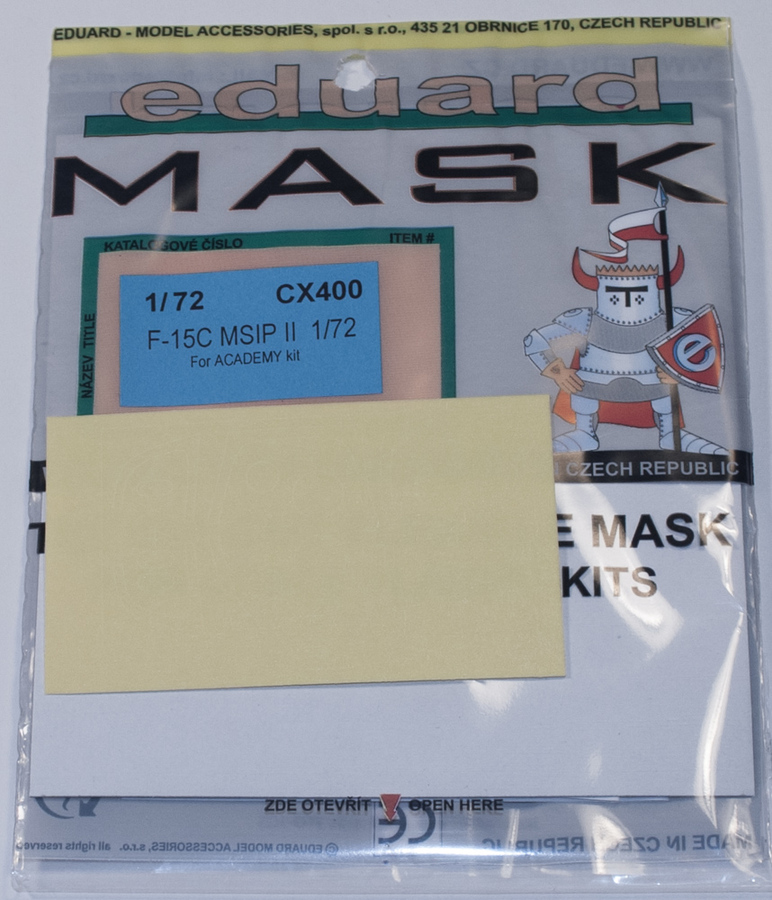 EDUARD - MODEL ACCESSORIES, spol. s r.o., 435 21 OBRNICE 170, CZECH REPUBLIC
eduard
MASK
KATALOGOVÉ ČÍSLO ITEM #
NÁZEV TITLE
1/72 CX400
F-15C MSIP II 1/72
For ACADEMY kit
e
CZECH REPUBLIC
E MASK
KITS
ZDE OTEVŘÍT OPEN HERE
CE
MADE IN CZECH REPUBLIC
© EDUARD MODEL ACCESSORIES, s.r.o., all rights reserved